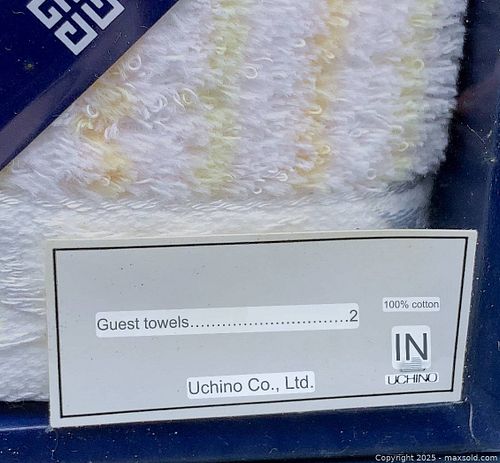 100% cotton
Guest towels..............................2
IN
UCHINO
Uchino Co., Ltd.
Copyright © 2025 - maxsold.com